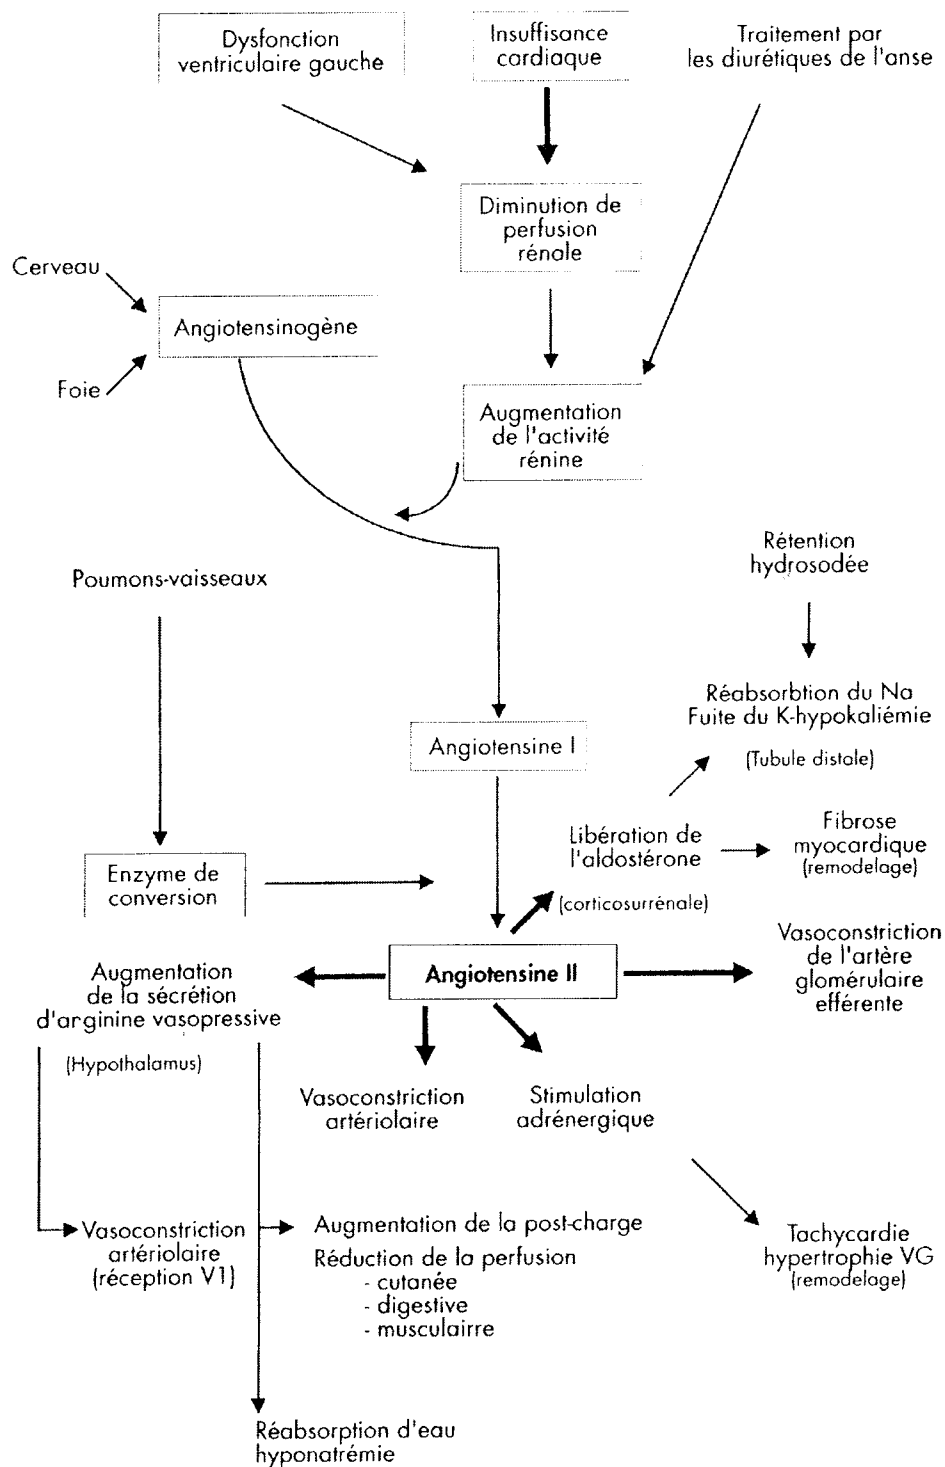 Dysfonction
ventriculaire gauche
Insuffisance
cardiaque
Traitement par
les diurétiques de l'anse
Diminution de
perfusion
rénale
Cerveau
Angiotensinogène
Foie
Augmentation
de l'activité
rénine
Poumons-vaisseaux
Rétention
hydrosodée
Réabsorbtion du Na
Fuite du K-hypokaliémie
(Tubule distale)
Angiotensine I
Libération de
l'aldostérone
(corticosurrénale)
Fibrose
myocardique
(remodelage)
Enzyme de
conversion
Angiotensine II
Vasoconstriction
de l'artère
glomérulaire
efférente
Augmentation
de la sécrétion
d'arginine vasopressive
(Hypothalamus)
Vasoconstriction
artériolaire
Stimulation
adrénergique
Vasoconstriction
artériolaire
(réception V1)
Augmentation de la post-charge
Réduction de la perfusion
- cutanée
- digestive
- musculairre
Tachycardie
hypertrophie VG
(remodelage)
Réabsorption d'eau
hyponatrémie